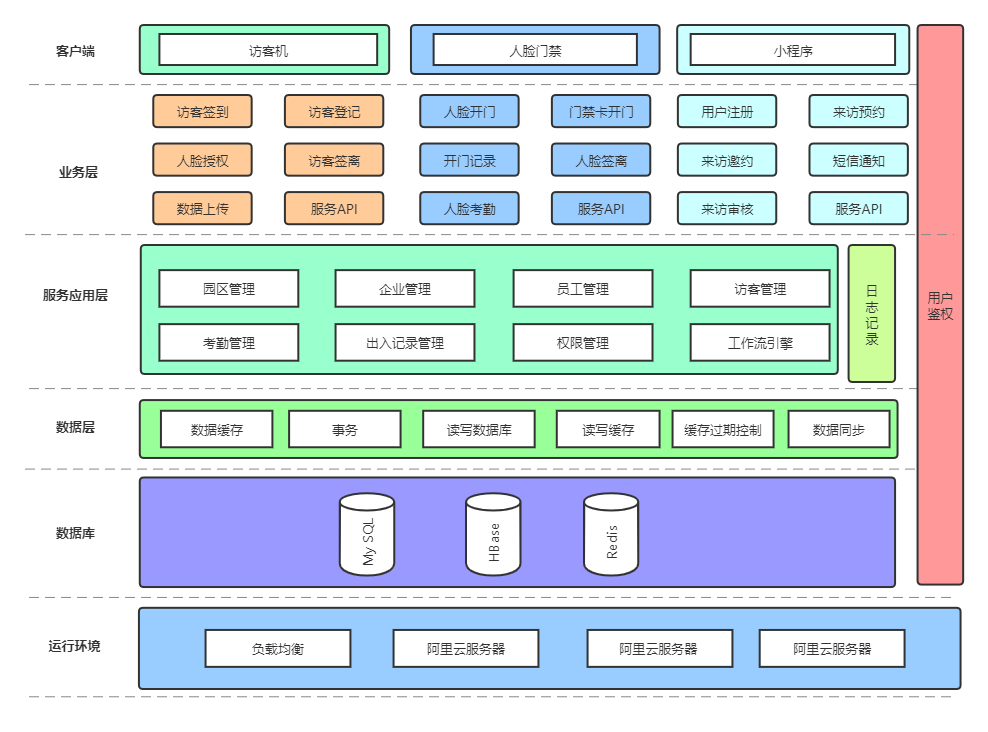 客户端
访客机
人脸门禁
小程序
业务层
访客签到
访客登记
人脸开门
门禁卡开门
用户注册
来访预约
人脸授权
访客签离
开门记录
人脸签离
来访邀约
短信通知
数据上传
服务API
人脸考勤
服务API
来访审核
服务API
服务应用层
园区管理
企业管理
员工管理
访客管理
考勤管理
出入记录管理
权限管理
工作流引擎
日
志
记
录
用户
鉴权
数据层
数据缓存
事务
读写数据库
读写缓存
缓存过期控制
数据同步
数据库
My SQL
HBase
Redis
运行环境
负载均衡
阿里云服务器
阿里云服务器
阿里云服务器